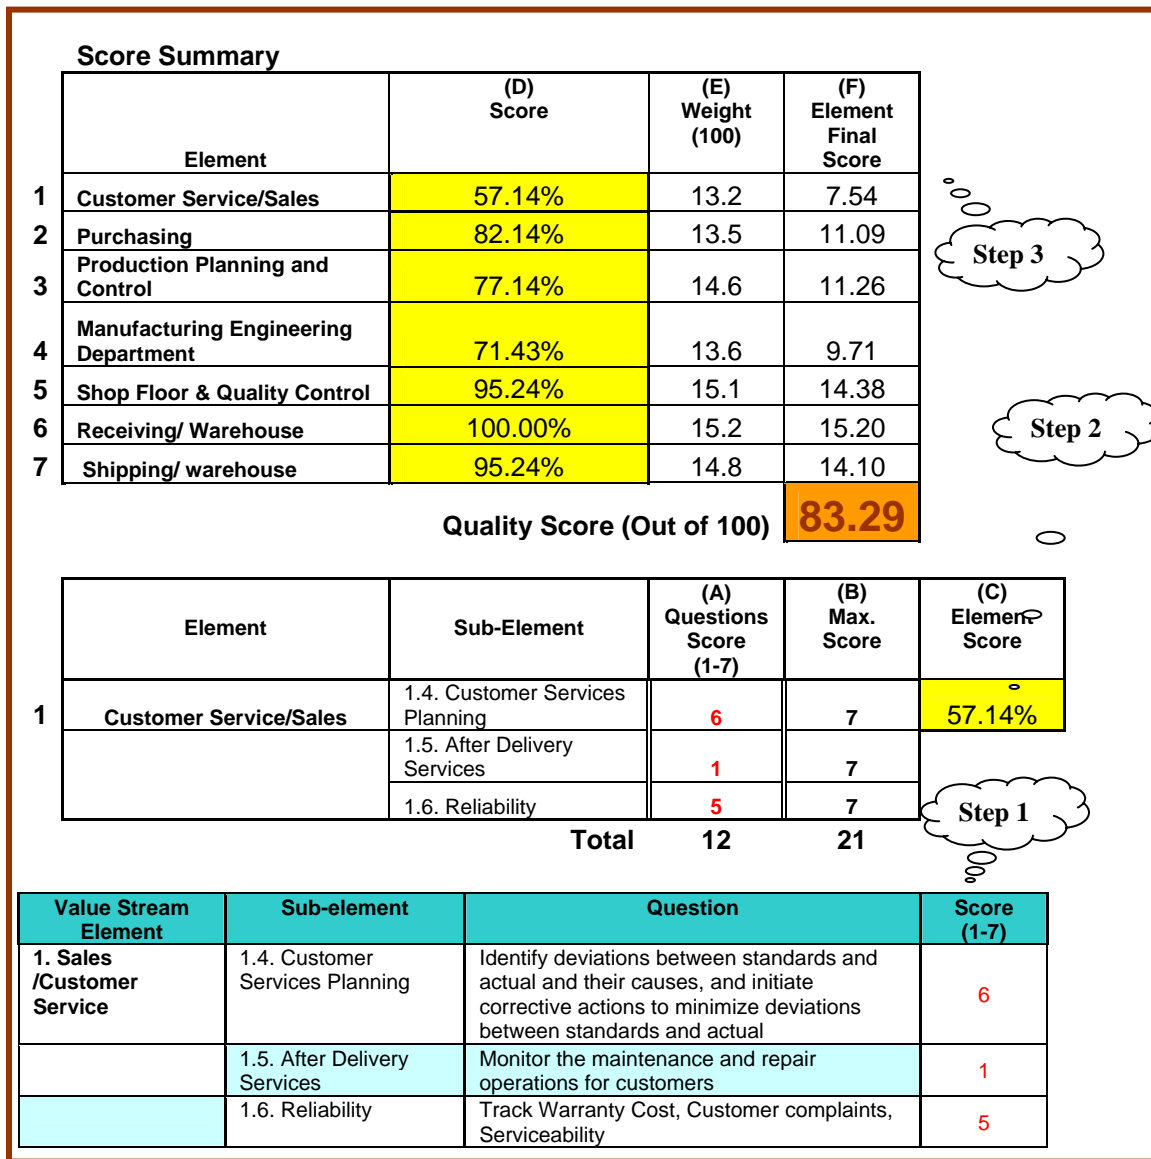 Score Summary
Element
(D)
Score
(E)
Weight
(100)
(F)
Element
Final
Score
1 Customer Service/Sales 57.14% 13.2 7.54
2 Purchasing 82.14% 13.5 11.09
Production Planning and
3 Control 77.14% 14.6 11.26
Manufacturing Engineering
4 Department 71.43% 13.6 9.71
5 Shop Floor & Quality Control 95.24% 15.1 14.38
6 Receiving/ Warehouse 100.00% 15.2 15.20
7 Shipping/ warehouse 95.24% 14.8 14.10
Quality Score (Out of 100) 83.29
Step 3
Step 2
Element
Sub-Element
(A)
Questions
Score
(1-7)
(B)
Max.
Score
(C)
Element
Score
1 Customer Service/Sales
1.4. Customer Services
Planning 6 7 57.14%
1.5. After Delivery
Services 1 7
1.6. Reliability 5 7
Total 12 21
Step 1
Value Stream
Element
Sub-element
Question
Score
(1-7)
1. Sales
/Customer
Service
1.4. Customer
Services Planning
Identify deviations between standards and
actual and their causes, and initiate
corrective actions to minimize deviations
between standards and actual
6
1.5. After Delivery
Services
Monitor the maintenance and repair
operations for customers
1
1.6. Reliability
Track Warranty Cost, Customer complaints,
Serviceability
5